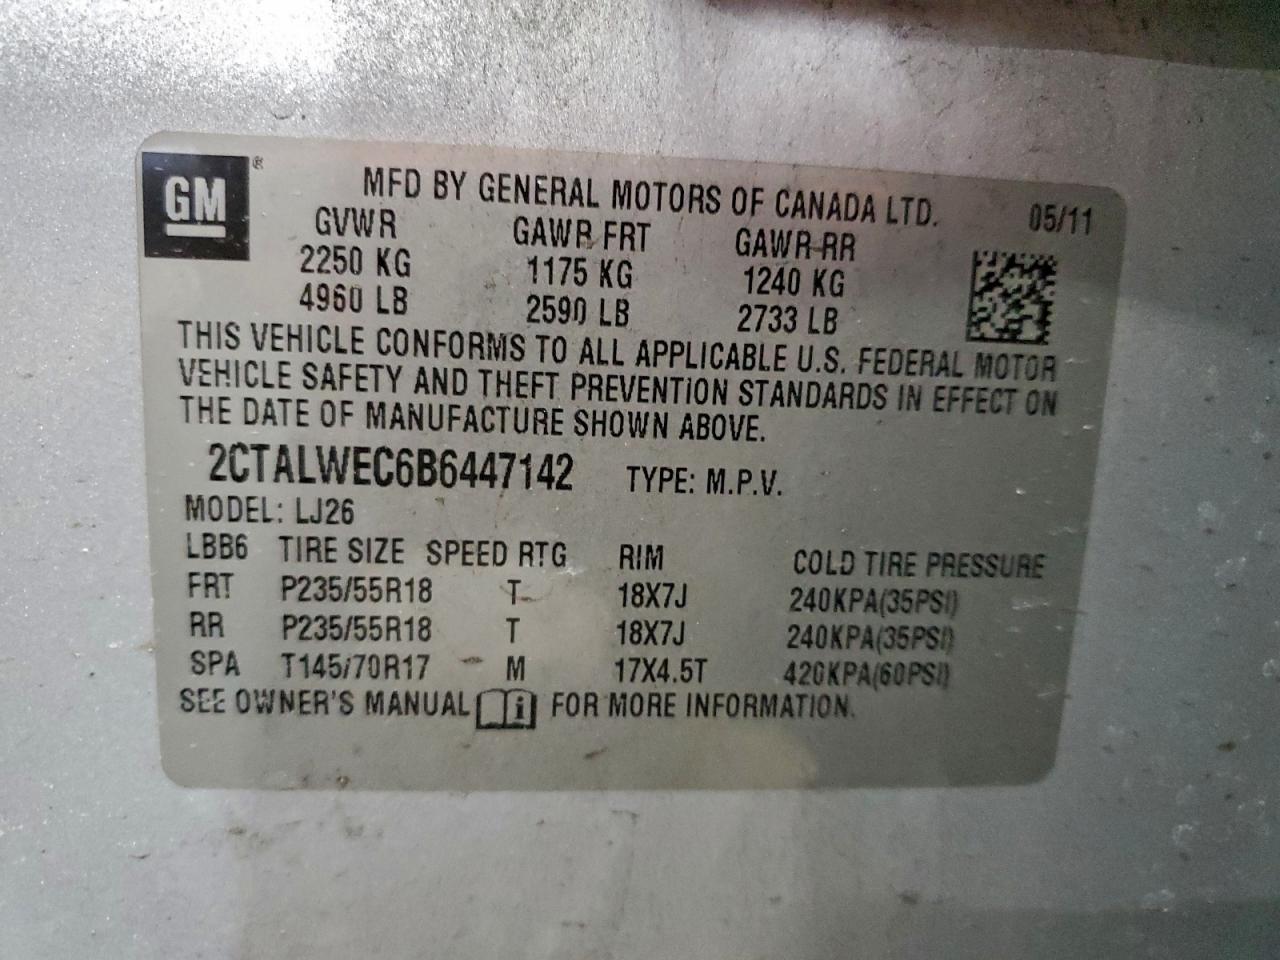 GM ®
MFD BY GENERAL MOTORS OF CANADA LTD. 05/11
GVWR GAWR FRT GAWR RR
2250 KG 1175 KG 1240 KG
4960 LB 2590 LB 2733 LB
THIS VEHICLE CONFORMS TO ALL APPLICABLE U.S. FEDERAL MOTOR
VEHICLE SAFETY AND THEFT PREVENTION STANDARDS IN EFFECT ON
THE DATE OF MANUFACTURE SHOWN ABOVE.
2CTALWEC6B6447142 TYPE: M.P.V.
MODEL: LJ26
LBB6 TIRE SIZE SPEED RTG RIM COLD TIRE PRESSURE
FRT P235/55R18 T 18X7J 240KPA(35PSI)
RR P235/55R18 T 18X7J 240KPA(35PSI)
SPA T145/70R17 M 17X4.5T 420KPA(60PSI)
SEE OWNER'S MANUAL i FOR MORE INFORMATION.